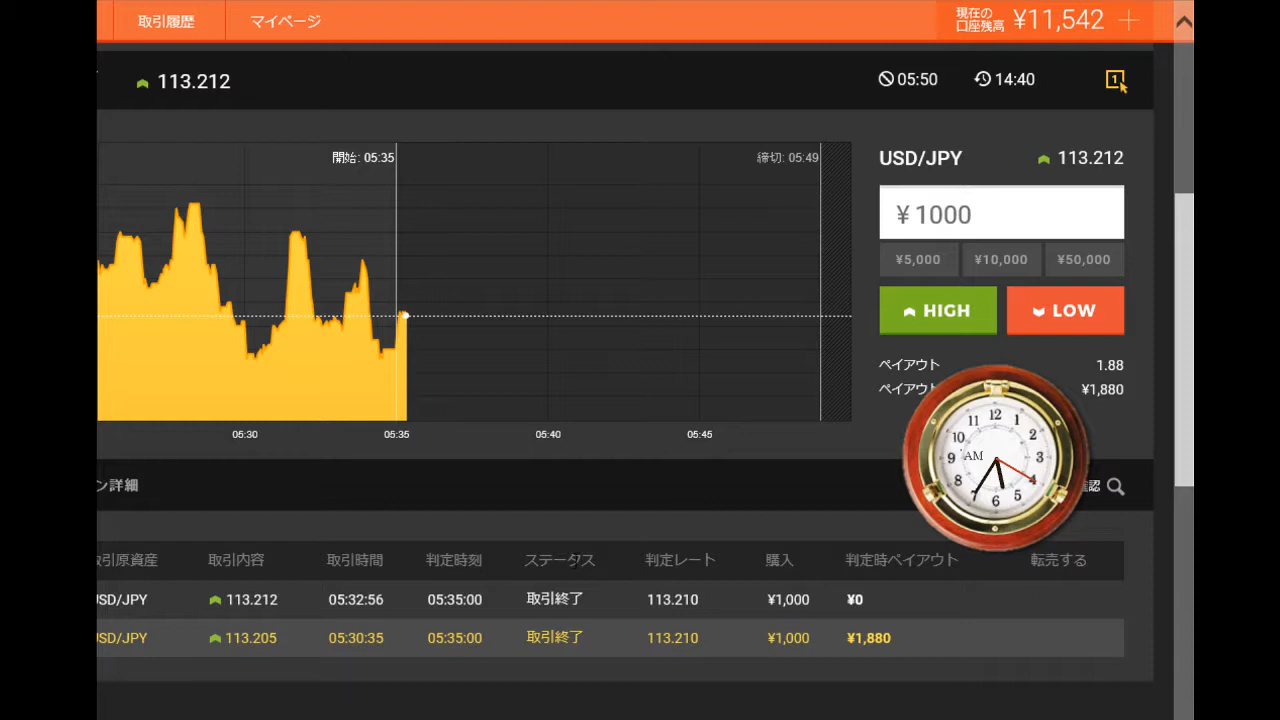 取引履歴 マイページ 現在の口座残高 ¥11,542
113.212 05:50 14:40 1
開始: 05:35 締切: 05:49
USD/JPY 113.212
¥ 1000
¥5,000 ¥10,000 ¥50,000
HIGH LOW
ペイアウト 1.88
ペイアウト ¥1,880
05:30 05:35 05:40 05:45
12 1 2 3 4 5 6 7 8 9 10 11
AM
ン詳細 確認
取引原資産 取引内容 取引時間 判定時刻 ステータス 判定レート 購入 判定時ペイアウト 転売する
USD/JPY 113.212 05:32:56 05:35:00 取引終了 113.210 ¥1,000 ¥0
USD/JPY 113.205 05:30:35 05:35:00 取引終了 113.210 ¥1,000 ¥1,880